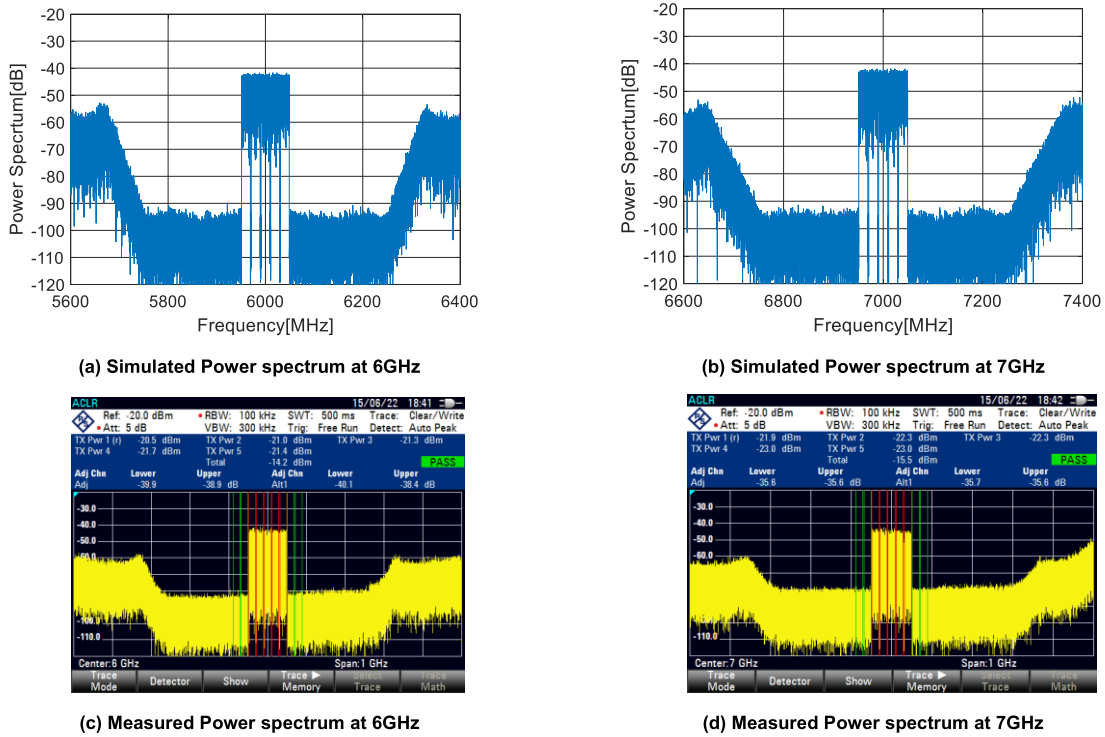 -20
-30
-40
-50
-60
-70
-80
-90
-100
-110
-120
Power Specrtum[dB]
5600 5800 6000 6200 6400
Frequency[MHz]
(a) Simulated Power spectrum at 6GHz
-20
-30
-40
-50
-60
-70
-80
-90
-100
-110
-120
Power Spectrum[dB]
6600 6800 7000 7200 7400
Frequency[MHz]
(b) Simulated Power spectrum at 7GHz
ACLR 15/06/22 18:41
Ref: -20.0 dBm RBW: 100 kHz SWT: 500 ms Trace: Clear/Write
Att: 5 dB VBW: 300 kHz Trig: Free Run Detect: Auto Peak
TX Pwr 1 (r) -20.5 dBm TX Pwr 2 -21.0 dBm TX Pwr 3 -21.3 dBm
TX Pwr 4 -21.7 dBm TX Pwr 5 -21.4 dBm
Total -14.2 dBm PASS
Adj Chn Lower Upper Adj Chn Lower Upper
Adj -39.9 -38.9 dB Alt1 -40.1 -38.4 dB
-30.0
-40.0
-50.0
-60.0
-100.0
-110.0
Center:6 GHz Span:1 GHz
Trace Mode Detector Show Trace Memory Select Trace Trace Math
(c) Measured Power spectrum at 6GHz
ACLR 15/06/22 18:42
Ref: -20.0 dBm RBW: 100 kHz SWT: 500 ms Trace: Clear/Write
Att: 5 dB VBW: 300 kHz Trig: Free Run Detect: Auto Peak
TX Pwr 1 (r) -21.9 dBm TX Pwr 2 -22.3 dBm TX Pwr 3 -22.3 dBm
TX Pwr 4 -23.0 dBm TX Pwr 5 -23.0 dBm
Total -15.5 dBm PASS
Adj Chn Lower Upper Adj Chn Lower Upper
Adj -35.6 -35.6 dB Alt1 -35.7 -35.6 dB
-30.0
-40.0
-50.0
-60.0
-110.0
Center:7 GHz Span:1 GHz
Trace Mode Detector Show Trace Memory Select Trace Trace Math
(d) Measured Power spectrum at 7GHz